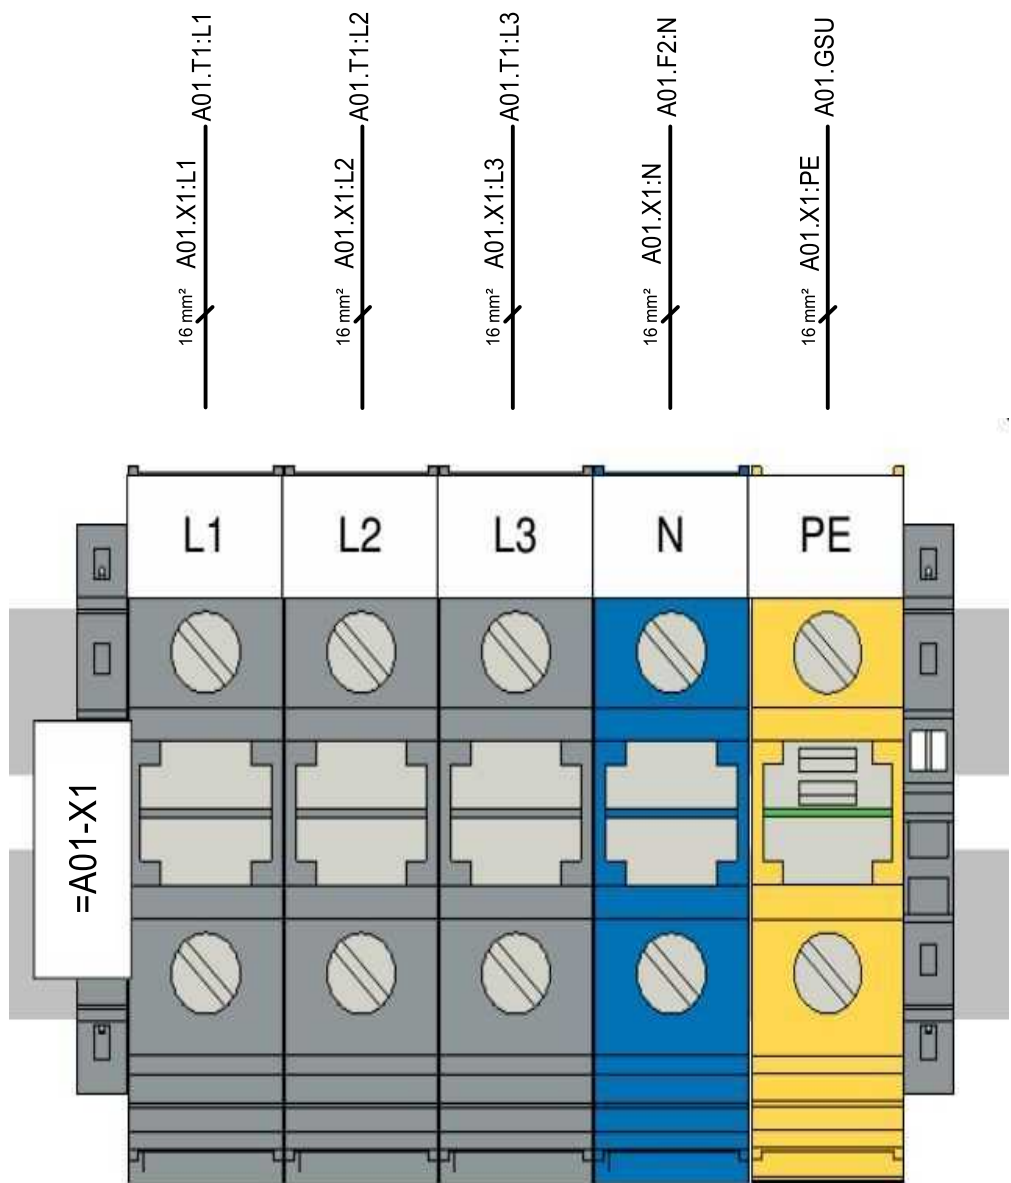 A01.T1:L1
A01.T1:L2
A01.T1:L3
A01.F2:N
A01.GSU
16 mm² A01.X1:L1
16 mm² A01.X1:L2
16 mm² A01.X1:L3
16 mm² A01.X1:N
16 mm² A01.X1:PE
L1
L2
L3
N
PE
=A01-X1